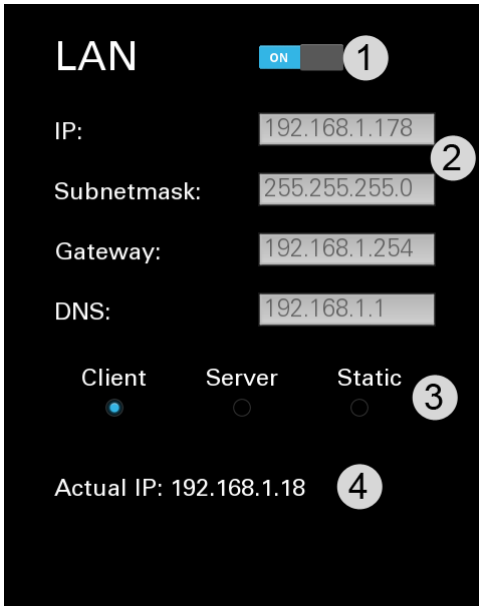 LAN ON 1
IP: 192.168.1.178
2
Subnetmask: 255.255.255.0
Gateway: 192.168.1.254
DNS: 192.168.1.1
Client Server Static
3
Actual IP: 192.168.1.18 4